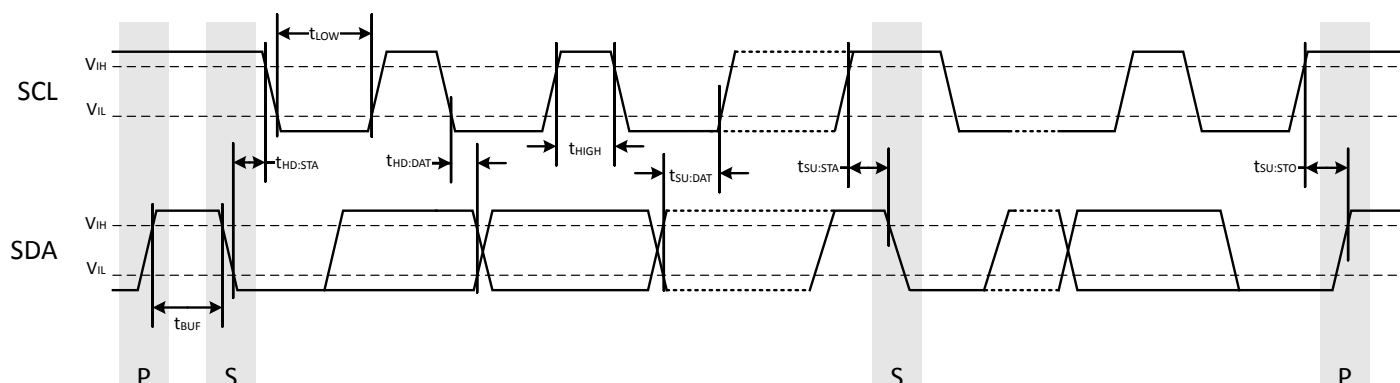 tLOW
VIH
SCL
VIL
tHD:STA
tHD:DAT
tHIGH
tSU:DAT
tSU:STA
tSU:STO
VIH
SDA
VIL
tBUF
P S S P